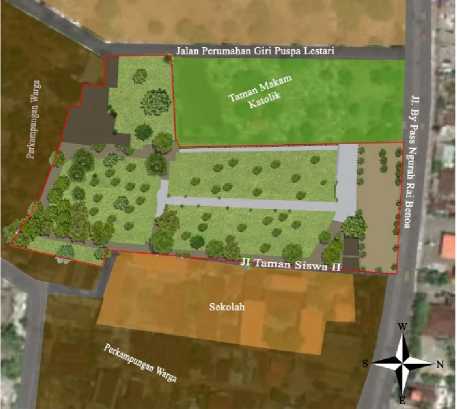 Jalan Perumahan Giri Puspa Lestari
Taman Makam
Katolik
Perkampungan Warga
Jl. By Pass Ngurah Rai Benoa
Jl Taman Siswa II
Sekolah
Perkampungan Warga
W
S
N
E